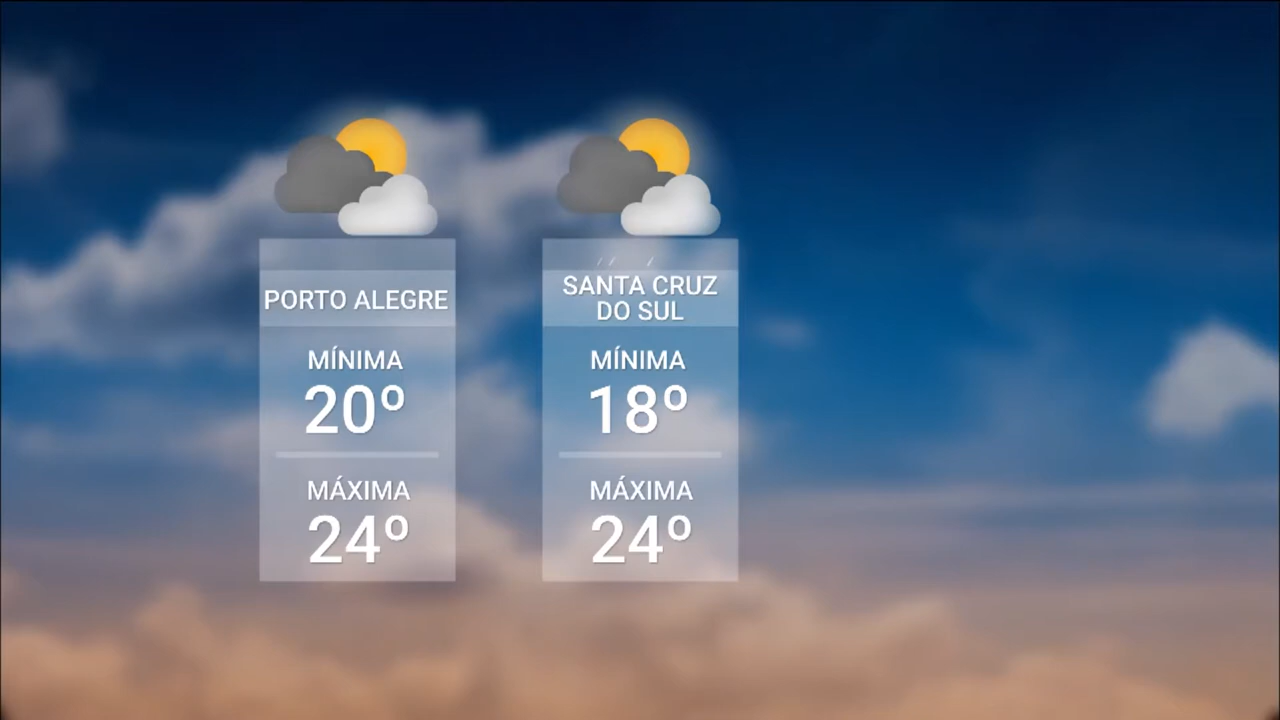 PORTO ALEGRE
MÍNIMA
20º
MÁXIMA
24º
SANTA CRUZ
DO SUL
MÍNIMA
18º
MÁXIMA
24º